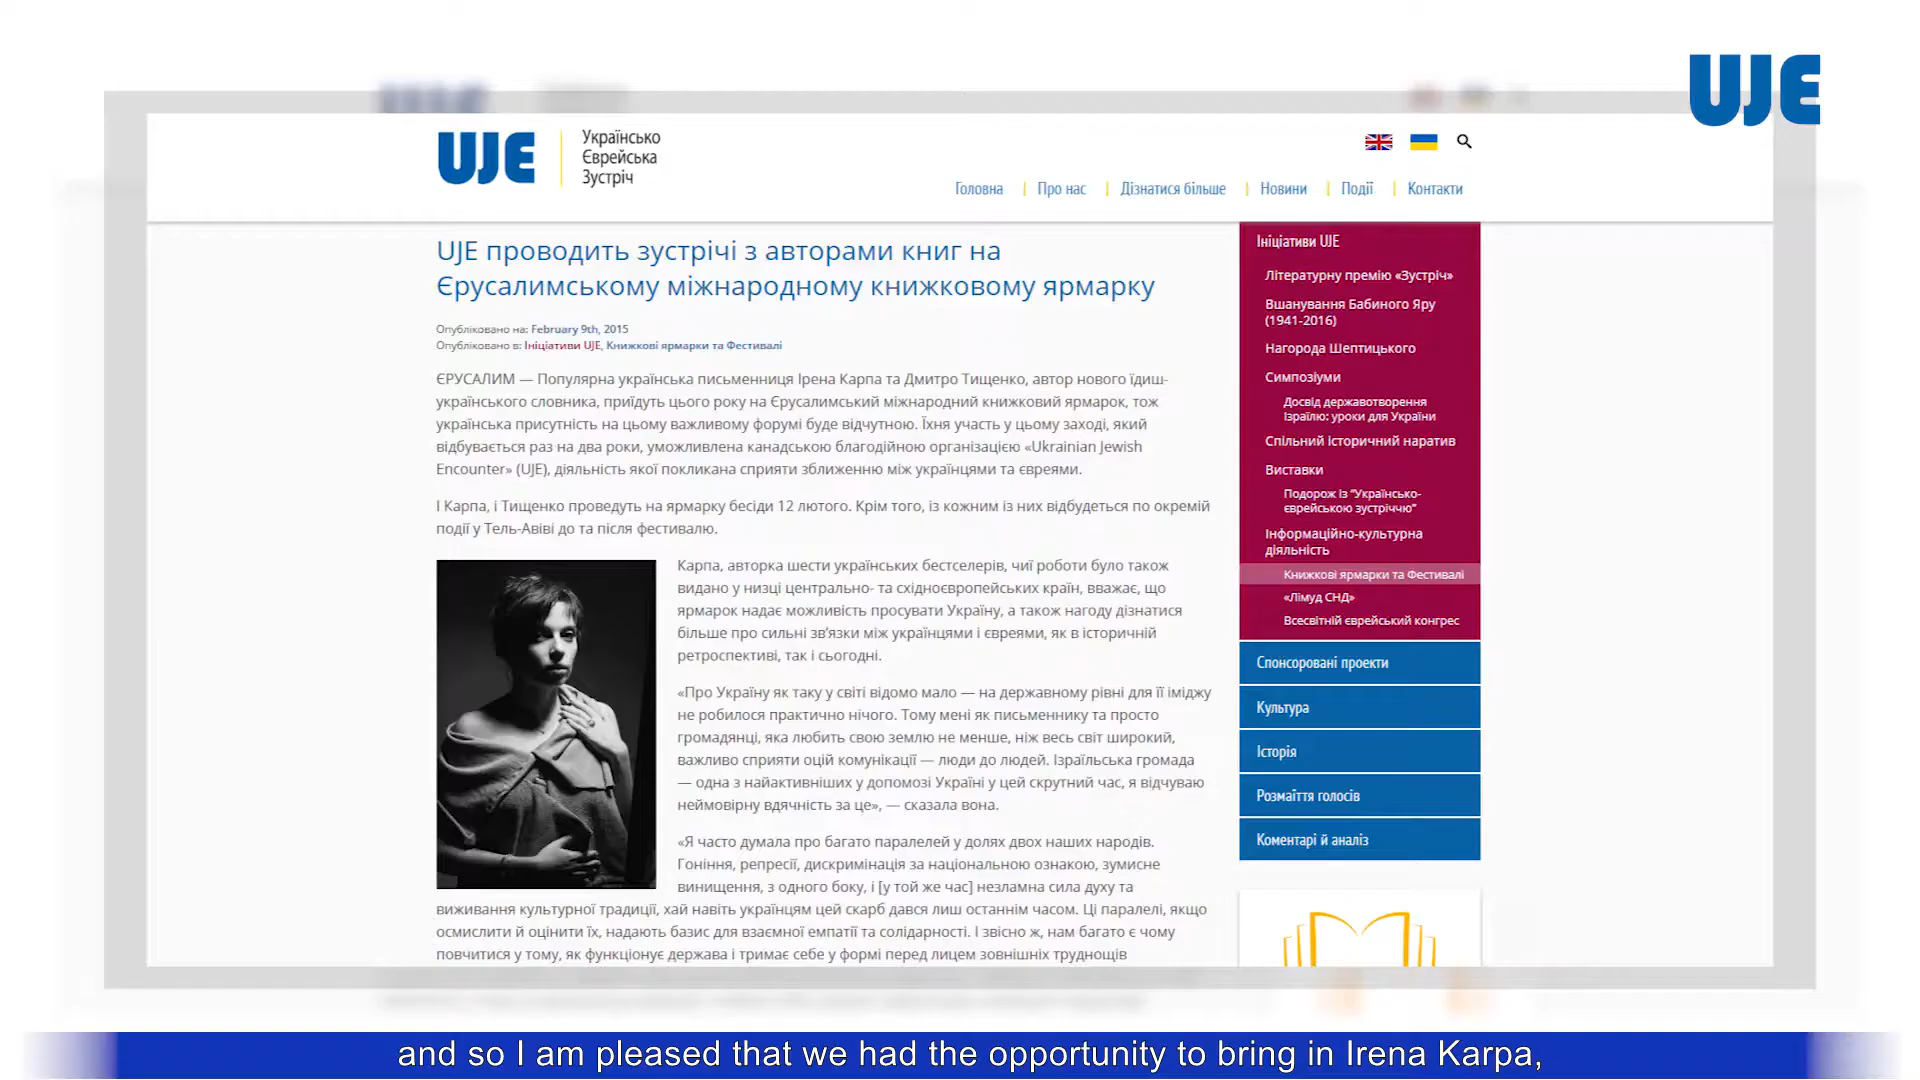 UJE
UJE
Українсько
Єврейська
Зустріч
Головна
Про нас
Дізнатися більше
Новини
Події
Контакти
UJE проводить зустрічі з авторами книг на
Єрусалимському міжнародному книжковому ярмарку
Опубліковано на: February 9th, 2015
Опубліковано в: Ініціативи UJE, Книжкові ярмарки та Фестивалі
ЄРУСАЛИМ — Популярна українська письменниця Ірена Карпа та Дмитро Тищенко, автор нового їдиш-
українського словника, приїдуть цього року на Єрусалимський міжнародний книжковий ярмарок, тож
українська присутність на цьому важливому форумі буде відчутною. Їхня участь у цьому заході, який
відбувається раз на два роки, уможливлена канадською благодійною організацією «Ukrainian Jewish
Encounter» (UJE), діяльність якої покликана сприяти зближенню між українцями та євреями.
І Карпа, і Тищенко проведуть на ярмарку бесіди 12 лютого. Крім того, із кожним із них відбудеться по окремій
події у Тель-Авіві до та після фестивалю.
Карпа, авторка шести українських бестселерів, чиї роботи було також
видано у низці центрально- та східноєвропейських країн, вважає, що
ярмарок надає можливість просувати Україну, а також нагоду дізнатися
більше про сильні зв’язки між українцями і євреями, як в історичній
ретроспективі, так і сьогодні.
«Про Україну як таку у світі відомо мало — на державному рівні для її іміджу
не робилося практично нічого. Тому мені як письменнику та просто
громадянці, яка любить свою землю не менше, ніж весь світ широкий,
важливо сприяти оцій комунікації — люди до людей. Ізраїльська громада
— одна з найактивніших у допомозі Україні у цей скрутний час, я відчуваю
неймовірну вдячність за це», — сказала вона.
«Я часто думала про багато паралелей у долях двох наших народів.
Гоніння, репресії, дискримінація за національною ознакою, зумисне
винищення, з одного боку, і [у той же час] незламна сила духу та
виживання культурної традиції, хай навіть українцям цей скарб дався лиш останнім часом. Ці паралелі, якщо
осмислити й оцінити їх, надають базис для взаємної емпатії та солідарності. І звісно ж, нам багато є чому
повчитися у тому, як функціонує держава і тримає себе у формі перед лицем зовнішніх труднощів
Ініціативи UJE
Літературну премію «Зустріч»
Вшанування Бабиного Яру
(1941-2016)
Нагорода Шептицького
Симпозіуми
Досвід державотворення
Ізраїлю: уроки для України
Спільний історичний наратив
Виставки
Подорож із “Українсько-
єврейською зустріччю”
Інформаційно-культурна
діяльність
Книжкові ярмарки та Фестивалі
«Лімуд СНД»
Всесвітній єврейський конгрес
Спонсоровані проекти
Культура
Історія
Розмаїття голосів
Коментарі й аналіз
and so I am pleased that we had the opportunity to bring in Irena Karpa,